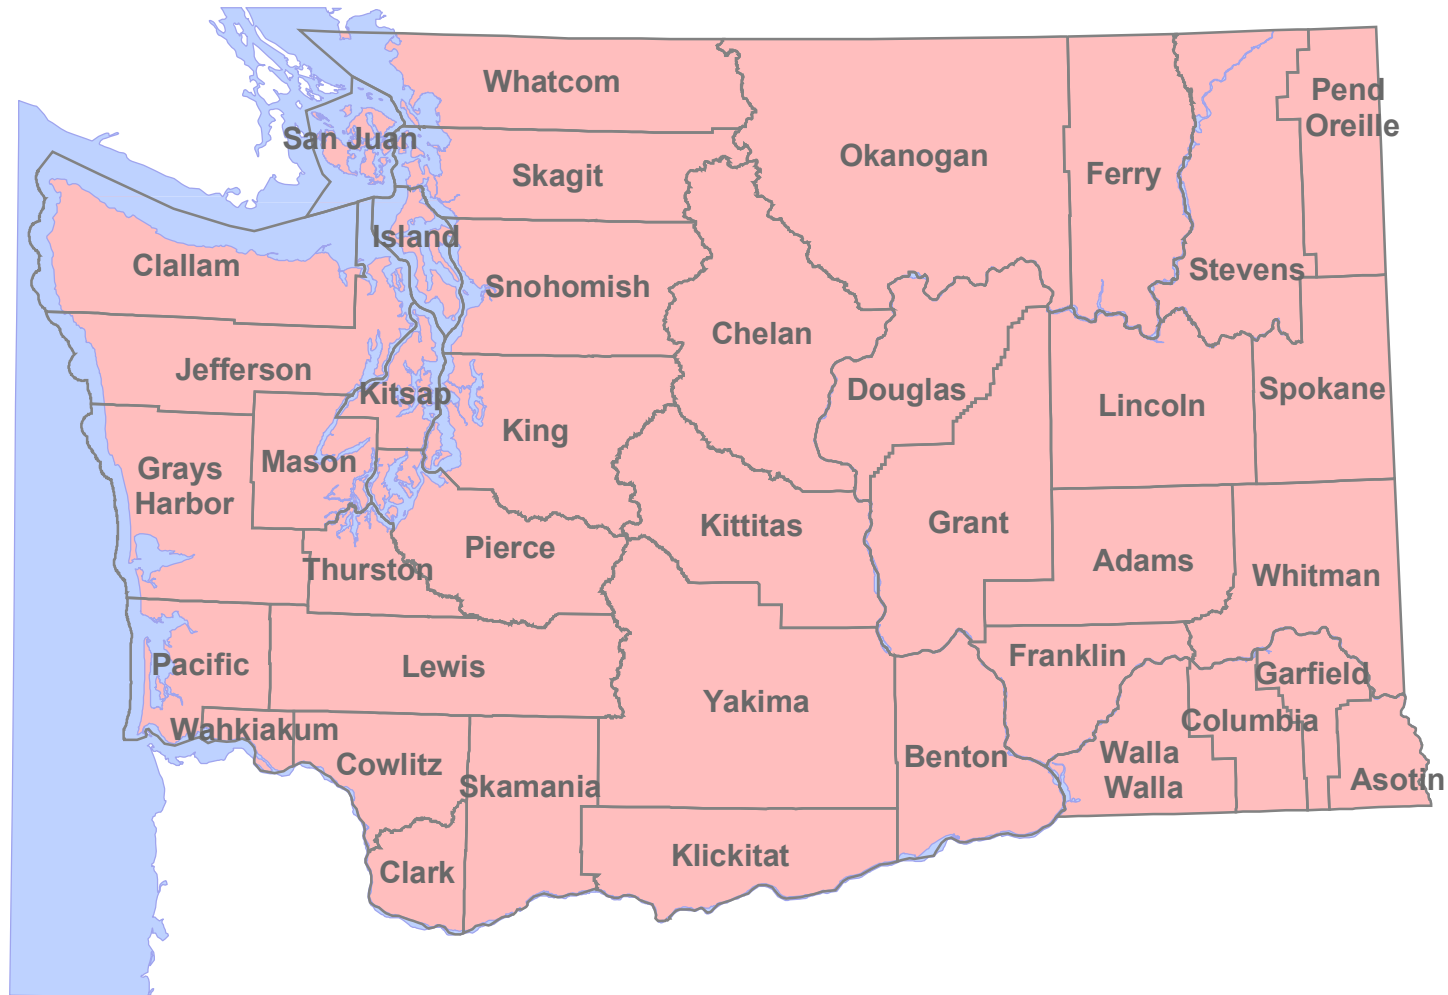 Whatcom
Pend
Oreille
San Juan
Okanogan
Skagit
Ferry
Island
Clallam
Stevens
Snohomish
Chelan
Jefferson
Kitsap
Douglas
Spokane
Lincoln
King
Mason
Grays
Harbor
Kittitas
Grant
Pierce
Adams
Thurston
Whitman
Pacific
Lewis
Franklin
Garfield
Yakima
Columbia
Wahkiakum
Cowlitz
Benton
Walla
Walla
Skamania
Asotin
Klickitat
Clark